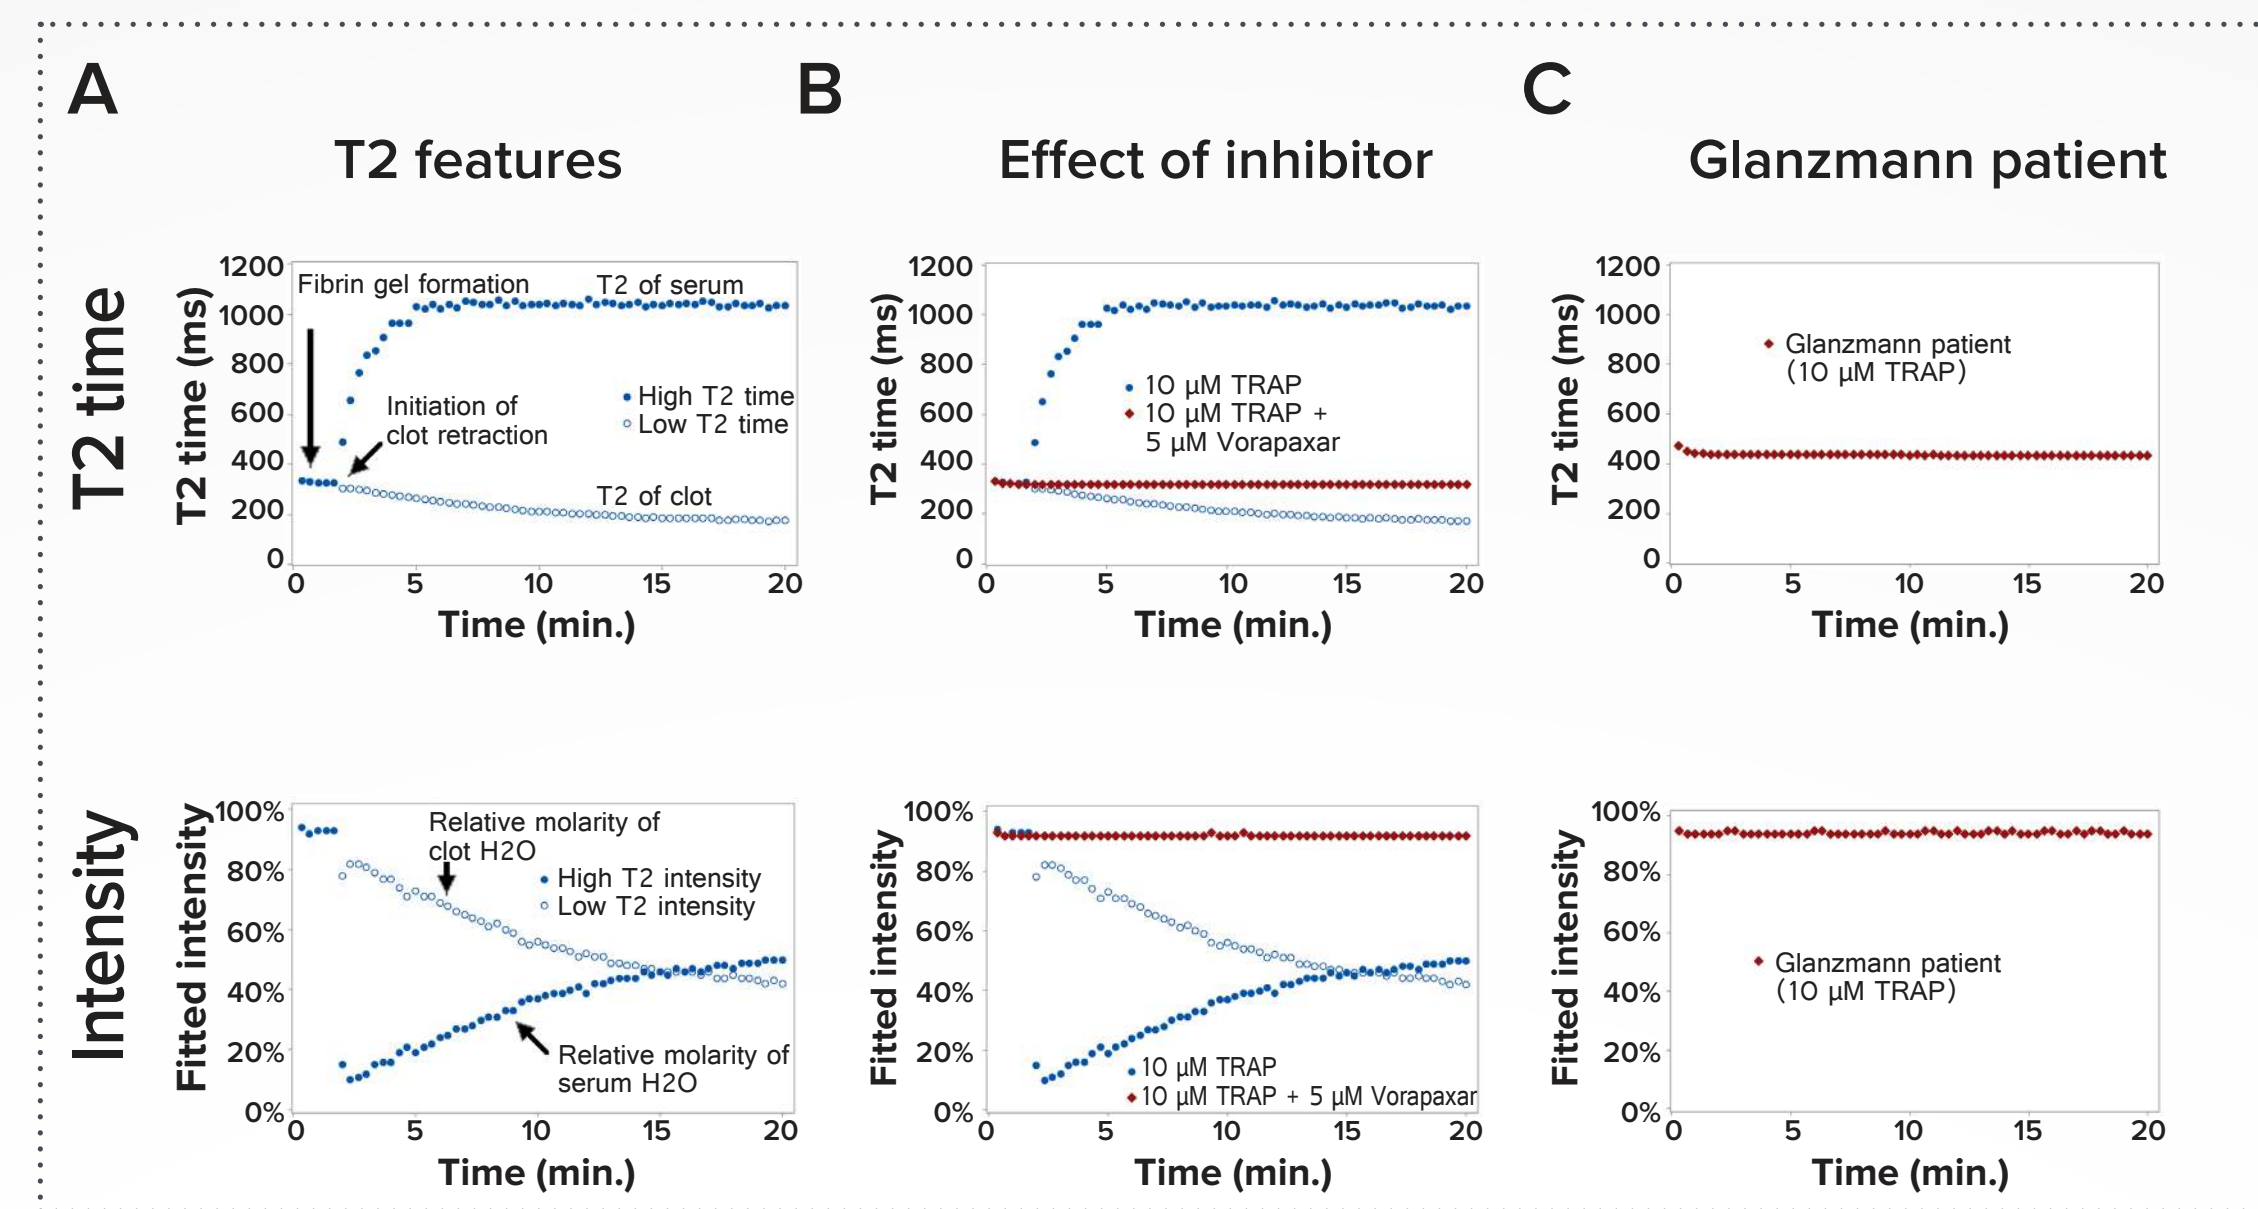 A
B
C
T2 features
Effect of inhibitor
Glanzmann patient
T2 time
T2 time (ms)
1200
1000
800
600
400
200
0
Fibrin gel formation
T2 of serum
Initiation of
clot retraction
High T2 time
Low T2 time
T2 of clot
0 5 10 15 20
Time (min.)
T2 time (ms)
1200
1000
800
600
400
200
0
10 µM TRAP
10 µM TRAP +
5 µM Vorapaxar
0 5 10 15 20
Time (min.)
T2 time (ms)
1200
1000
800
600
400
200
0
Glanzmann patient
(10 µM TRAP)
0 5 10 15 20
Time (min.)
Intensity
Fitted intensity
100%
80%
60%
40%
20%
0%
Relative molarity of
clot H2O
High T2 intensity
Low T2 intensity
Relative molarity of
serum H2O
0 5 10 15 20
Time (min.)
Fitted intensity
100%
80%
60%
40%
20%
0%
10 µM TRAP
10 µM TRAP + 5 µM Vorapaxar
0 5 10 15 20
Time (min.)
Fitted intensity
100%
80%
60%
40%
20%
0%
Glanzmann patient
(10 µM TRAP)
0 5 10 15 20
Time (min.)